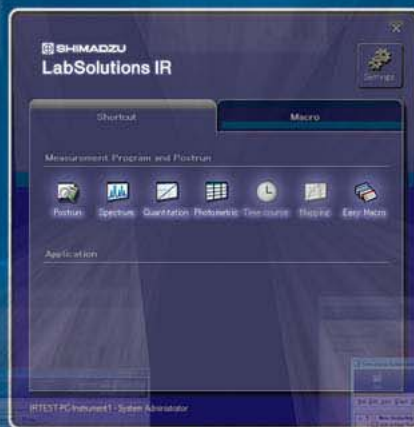 SHIMADZU
LabSolutions IR
Settings
Shortcut Macro
Measurement Program and Postrun
Postrun Spectrum Quantitation Photometric Time course Mapping Easy Macro
Application
IRTEST-PC-Instrument1 - System Administrator